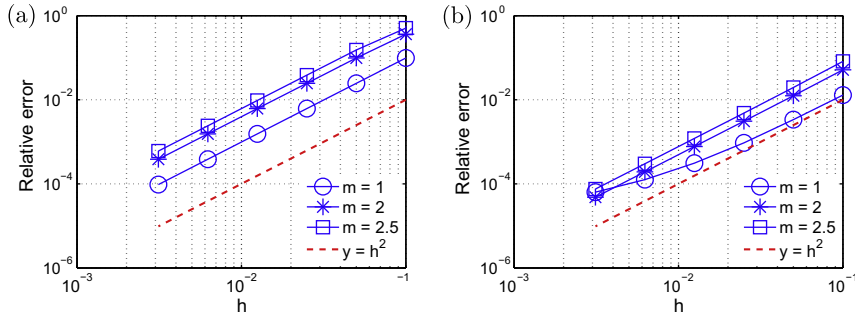 (a)
10^0
10^−2
10^−4
10^−6
Relative error
10^−3
10^−2
10^−1
h
m = 1
m = 2
m = 2.5
y = h^2
(b)
10^0
10^−2
10^−4
10^−6
Relative error
10^−3
10^−2
10^−1
h
m = 1
m = 2
m = 2.5
y = h^2